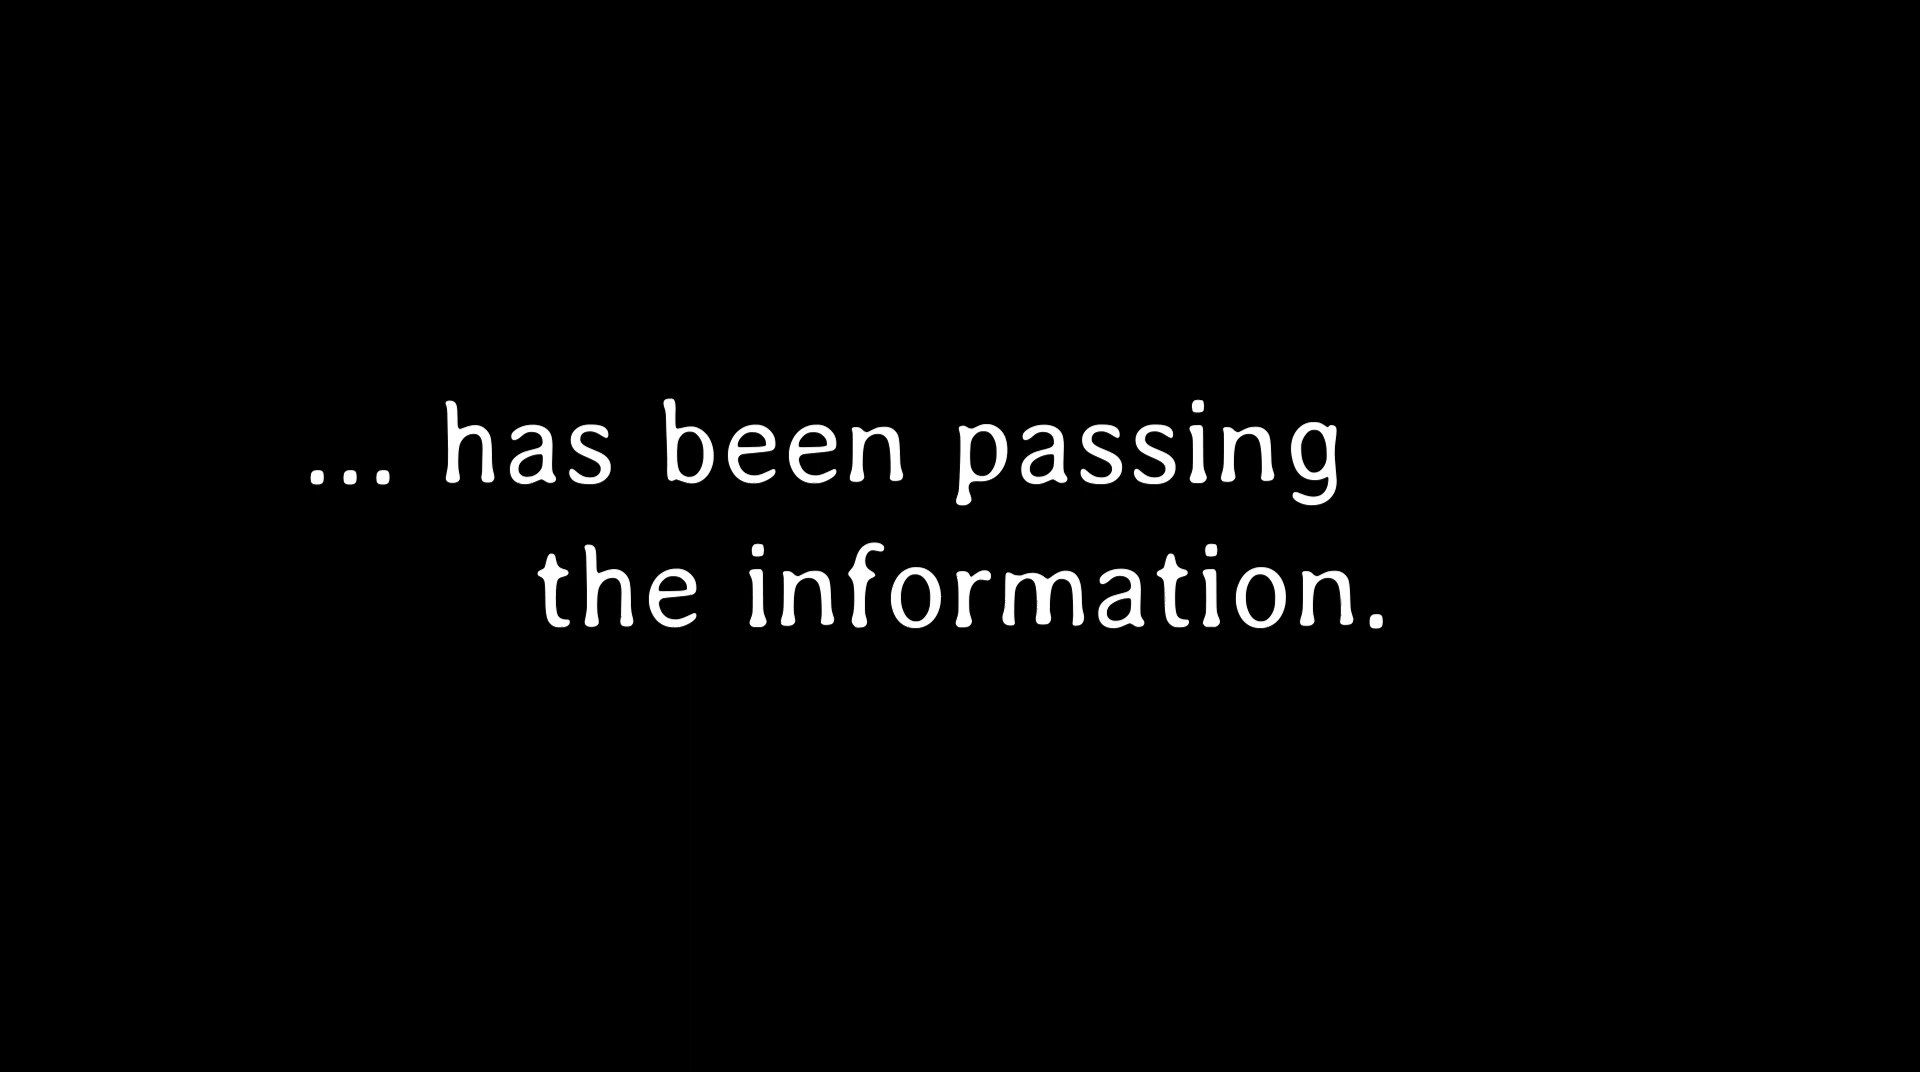 ... has been passing
the information.